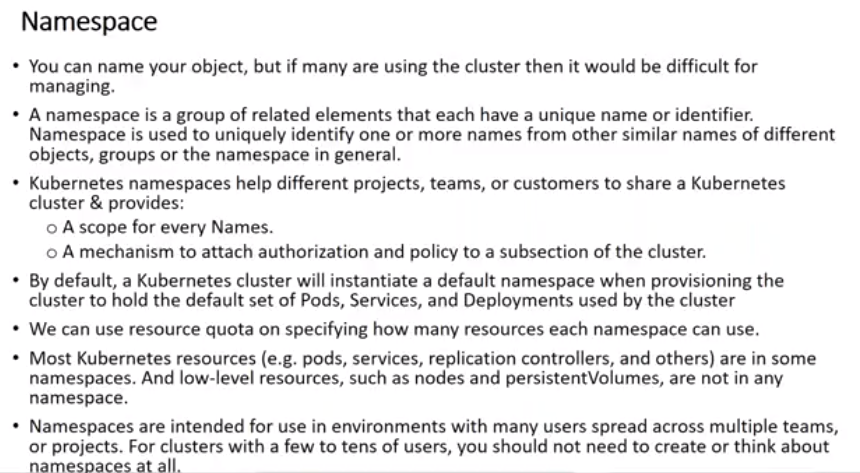 Namespace
• You can name your object, but if many are using the cluster then it would be difficult for
managing.
• A namespace is a group of related elements that each have a unique name or identifier.
Namespace is used to uniquely identify one or more names from other similar names of different
objects, groups or the namespace in general.
• Kubernetes namespaces help different projects, teams, or customers to share a Kubernetes
cluster & provides:
o A scope for every Names.
o A mechanism to attach authorization and policy to a subsection of the cluster.
• By default, a Kubernetes cluster will instantiate a default namespace when provisioning the
cluster to hold the default set of Pods, Services, and Deployments used by the cluster
• We can use resource quota on specifying how many resources each namespace can use.
• Most Kubernetes resources (e.g. pods, services, replication controllers, and others) are in some
namespaces. And low-level resources, such as nodes and persistentVolumes, are not in any
namespace.
• Namespaces are intended for use in environments with many users spread across multiple teams,
or projects. For clusters with a few to tens of users, you should not need to create or think about
namespaces at all.